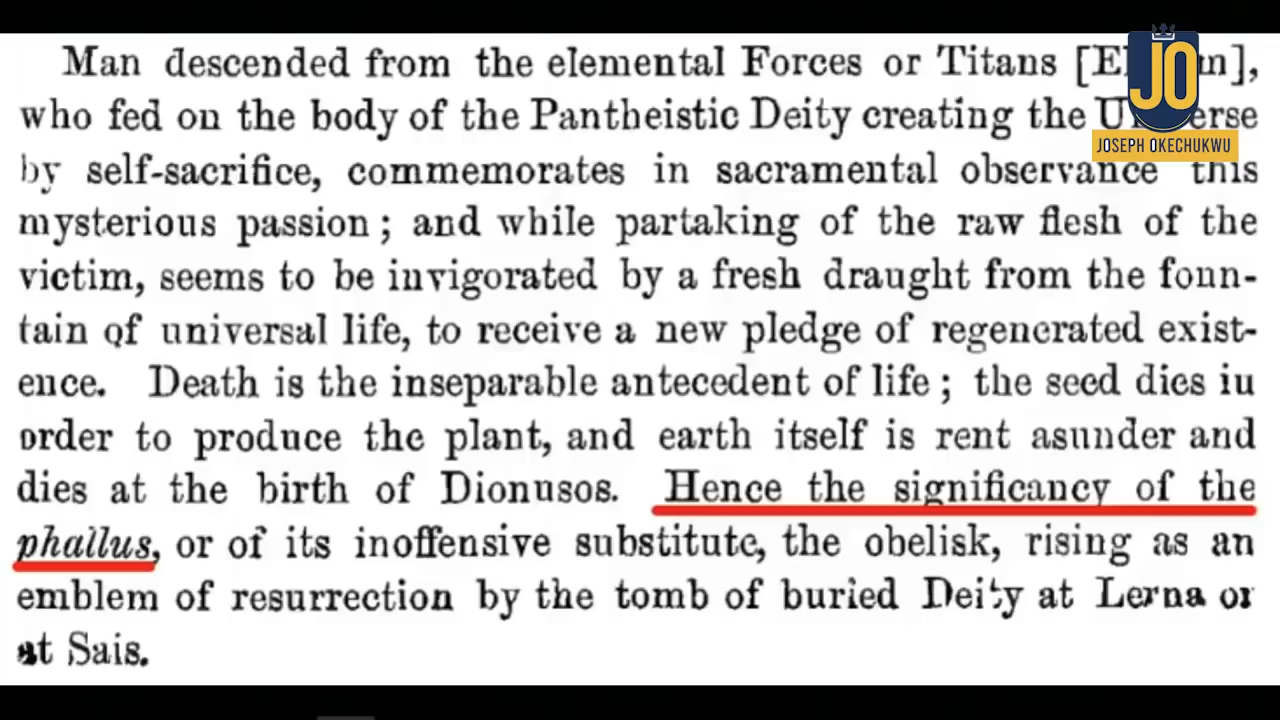 Man descended from the elemental Forces or Titans
JO
who fed on the body of the Pantheistic Deity creating the
JOSEPH OKECHUKWU
by self-sacrifice, commemorates in sacramental observance this
mysterious passion; and while partaking of the raw flesh of the
victim, seems to be invigorated by a fresh draught from the foun-
tain of universal life, to receive a new pledge of regenerated exist-
ence. Death is the inseparable antecedent of life; the seed dies in
order to produce the plant, and earth itself is rent asunder and
dies at the birth of Dionusos. Hence the significancy of the
phallus, or of its inoffensive substitute, the obelisk, rising as an
emblem of resurrection by the tomb of buried Deity at Lerna or
at Sais.